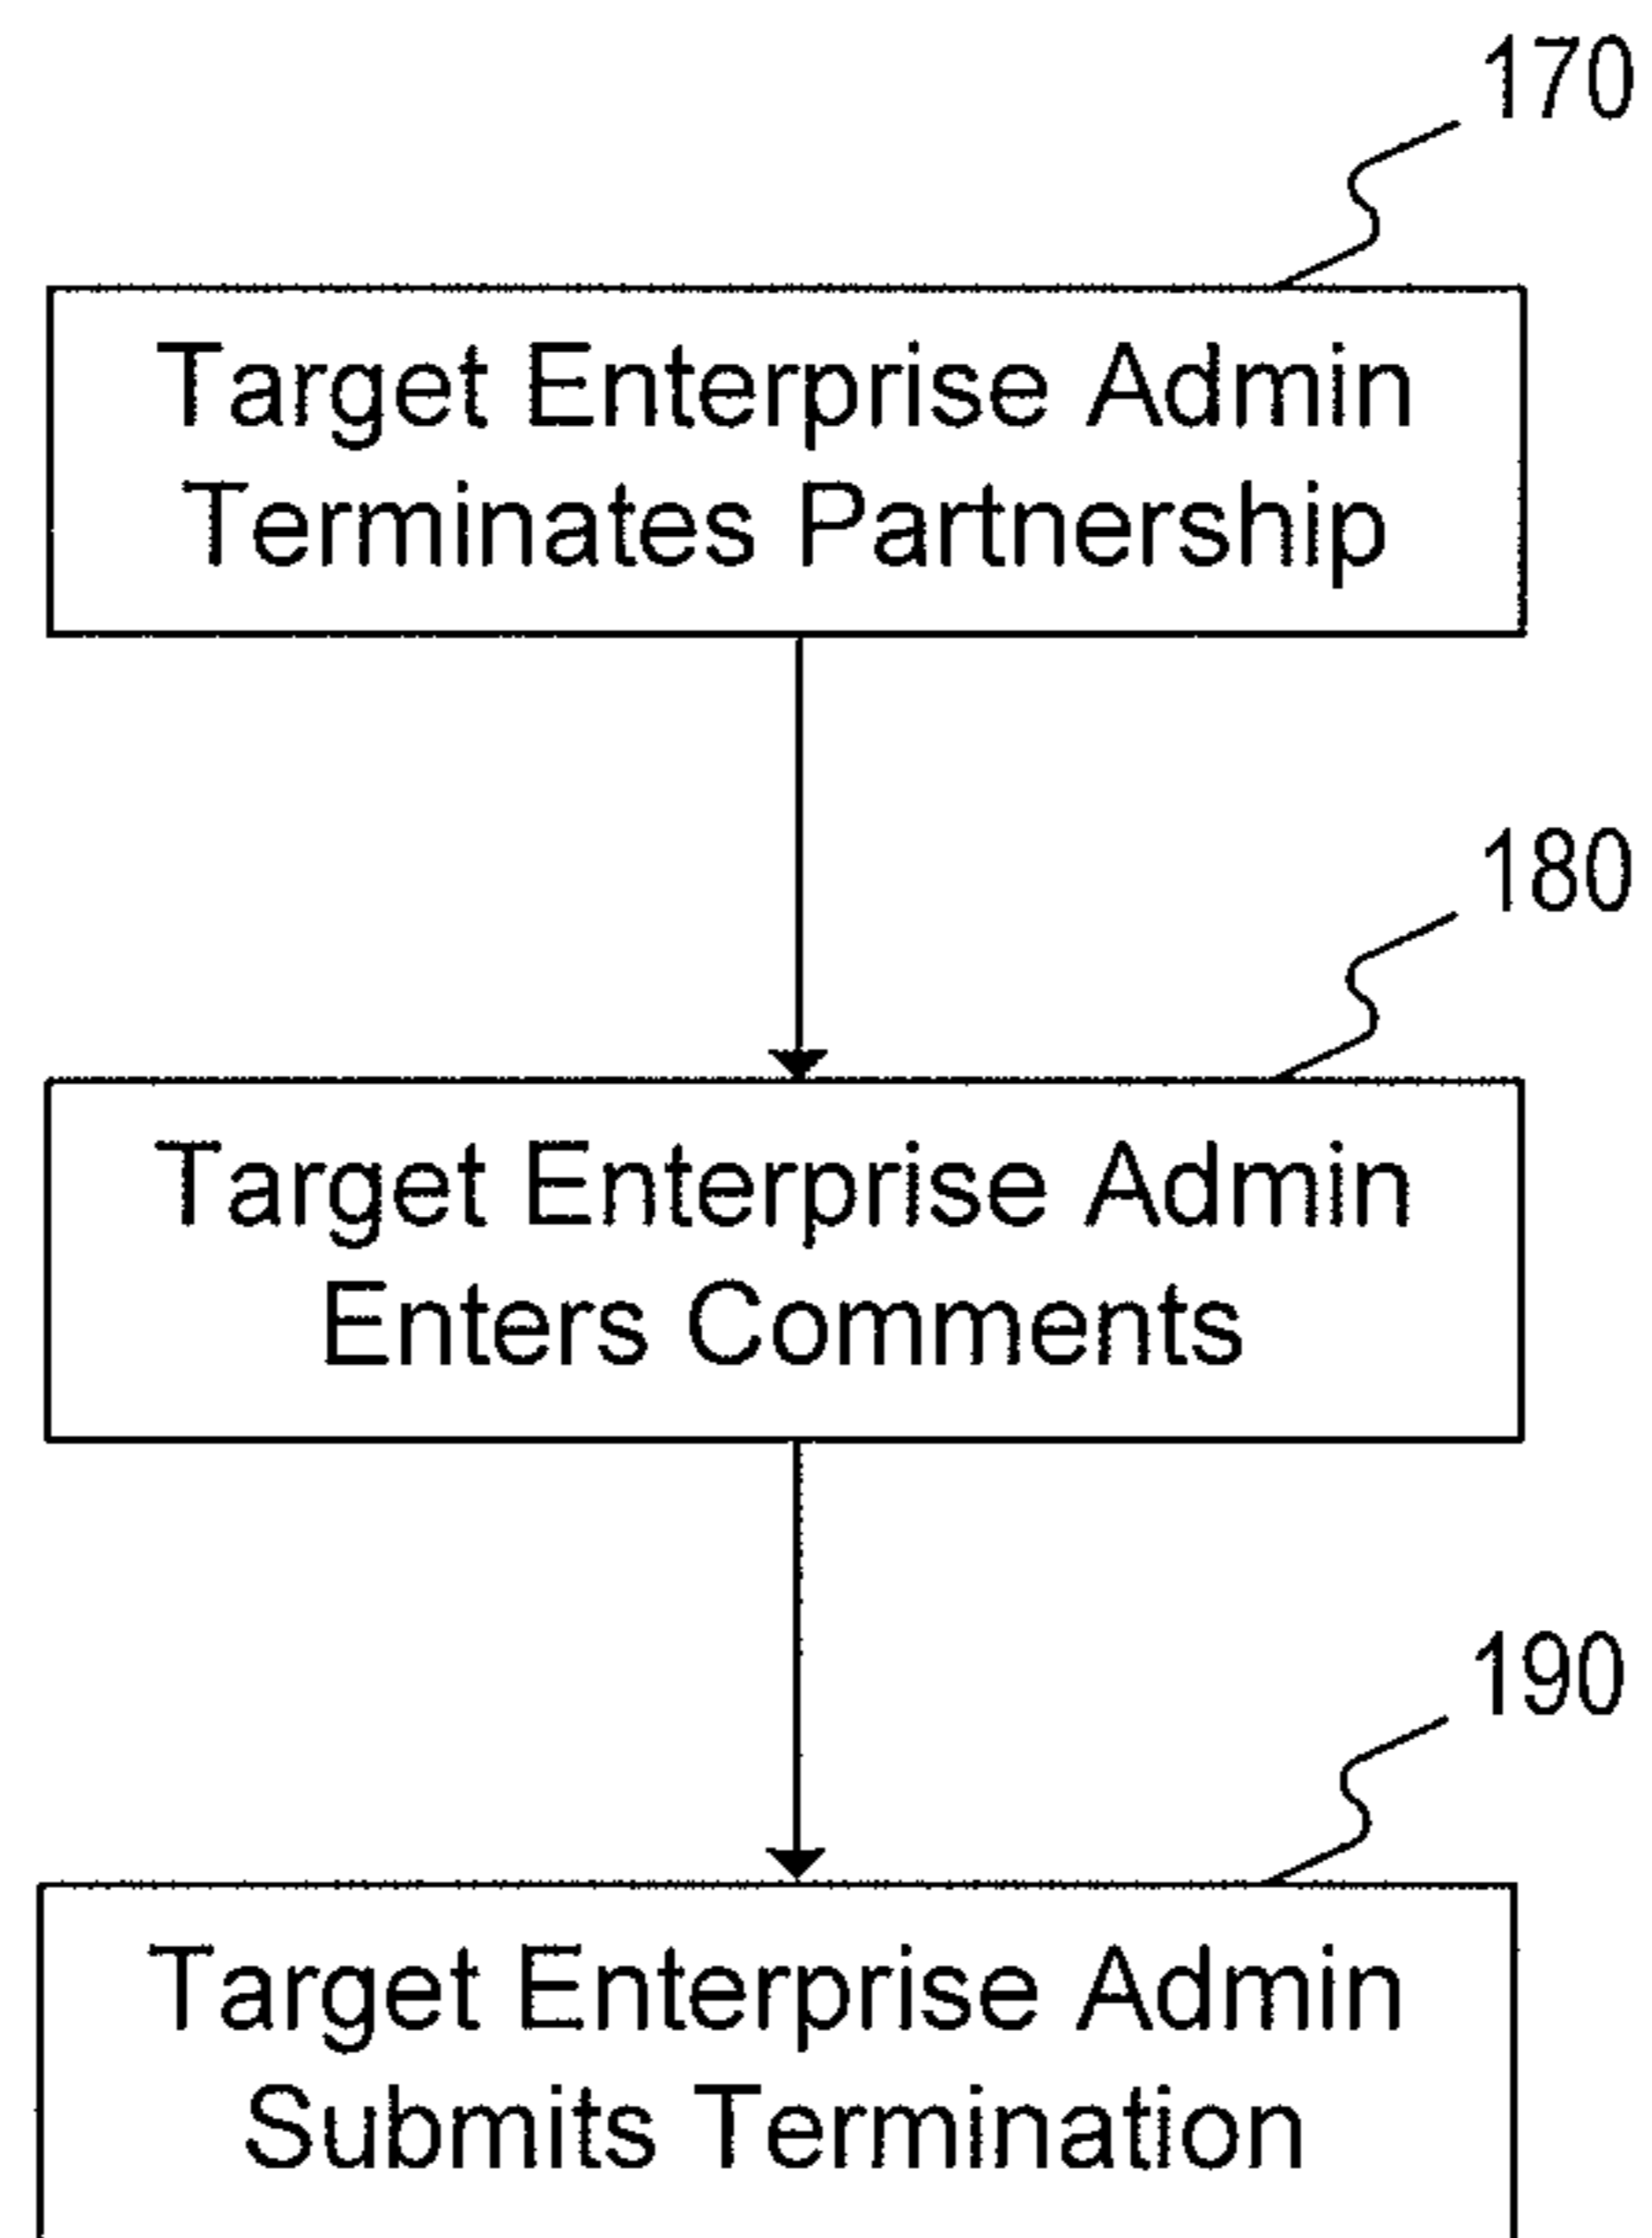 170
Target Enterprise Admin
Terminates Partnership
180
Target Enterprise Admin
Enters Comments
190
Target Enterprise Admin
Submits Termination